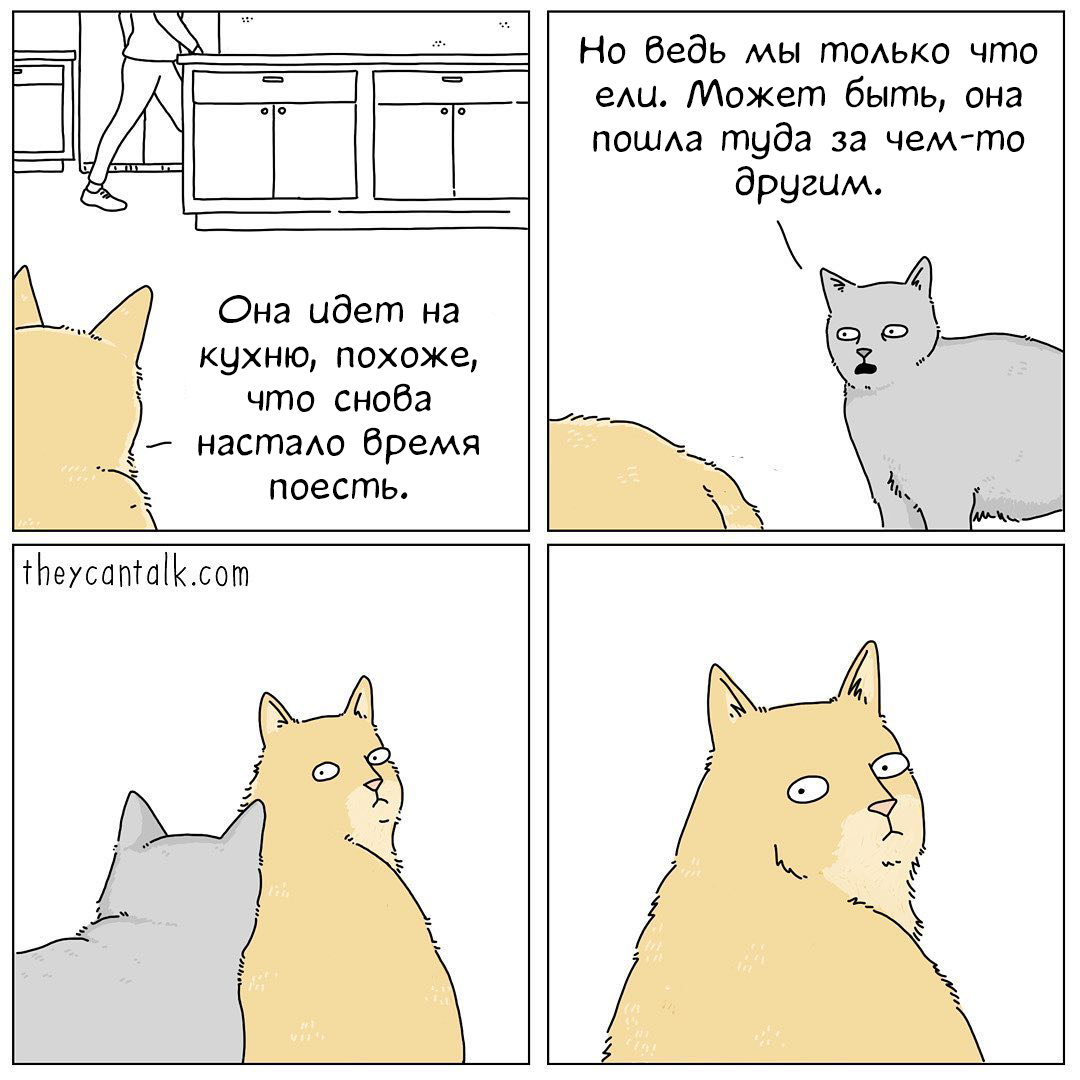 Она идет на
кухню, похоже,
что снова
настало время
поесть.
Но ведь мы только что
ели. Может быть, она
пошла туда за чем-то
другим.
theycantalk.com